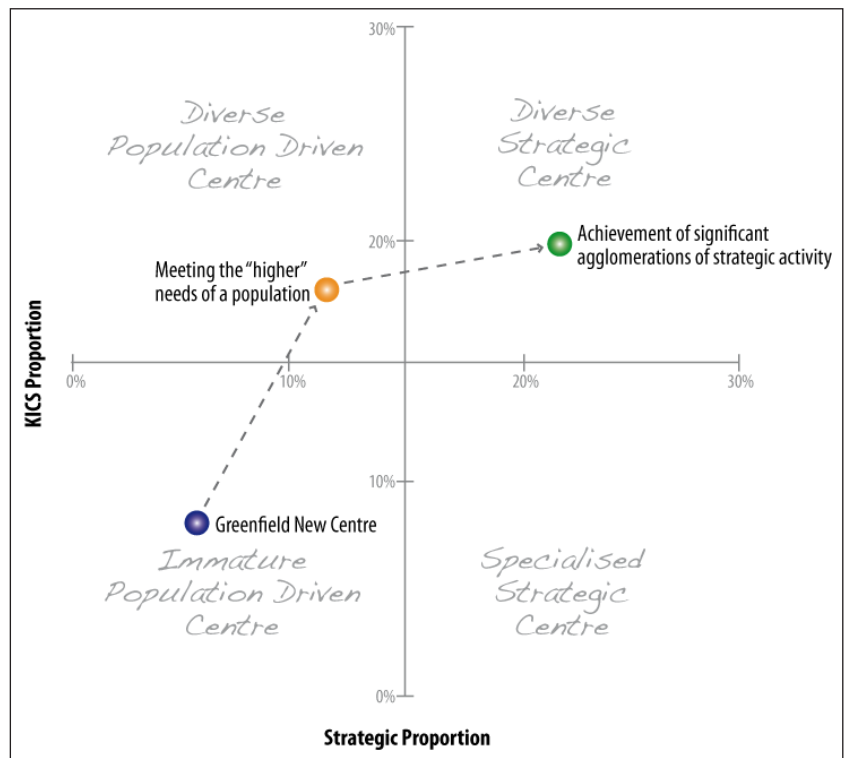 30%
Diverse
Population Driven
Centre
Diverse
Strategic
Centre
20%
Achievement of significant
agglomerations of strategic activity
Meeting the “higher”
needs of a population
KICS Proportion
0%
10%
20%
30%
10%
Greenfield New Centre
Immature
Population Driven
Centre
Specialised
Strategic
Centre
0%
Strategic Proportion